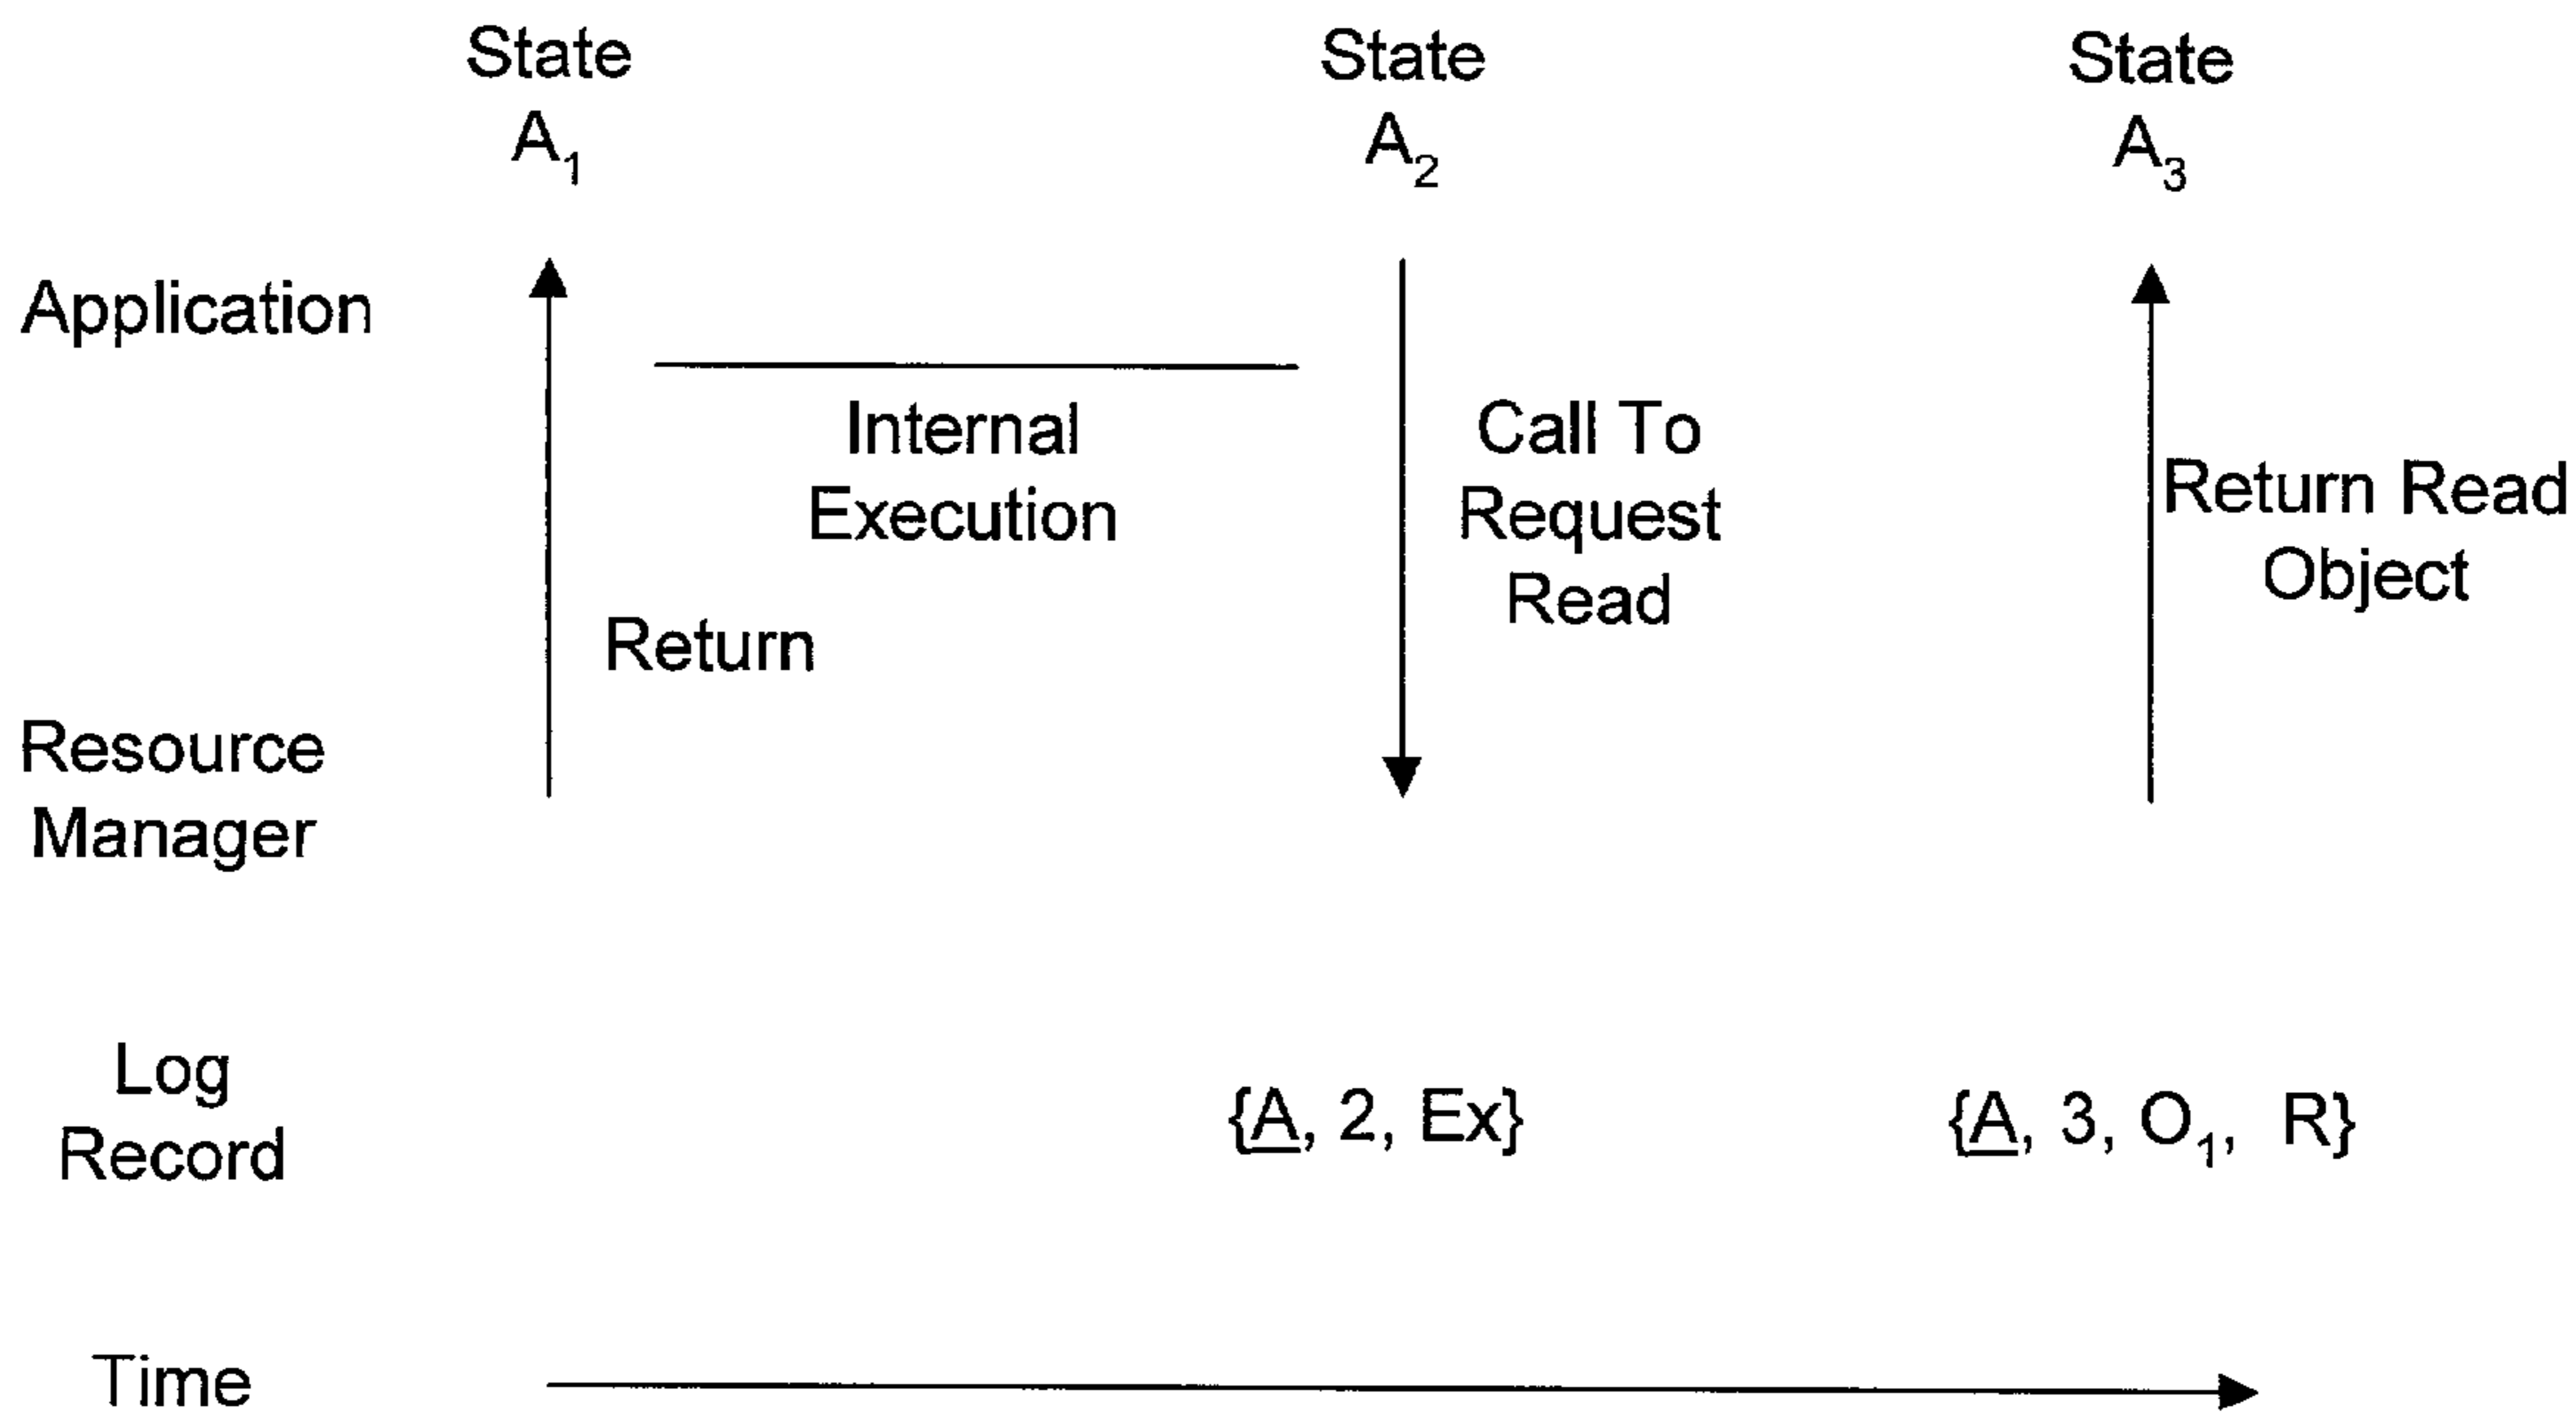 State
A₁
State
A₂
State
A₃
Application
Internal
Execution
Return
Call To
Request
Read
Return Read
Object
Resource
Manager
Log
Record
{A, 2, Ex}
{A, 3, O₁, R}
Time